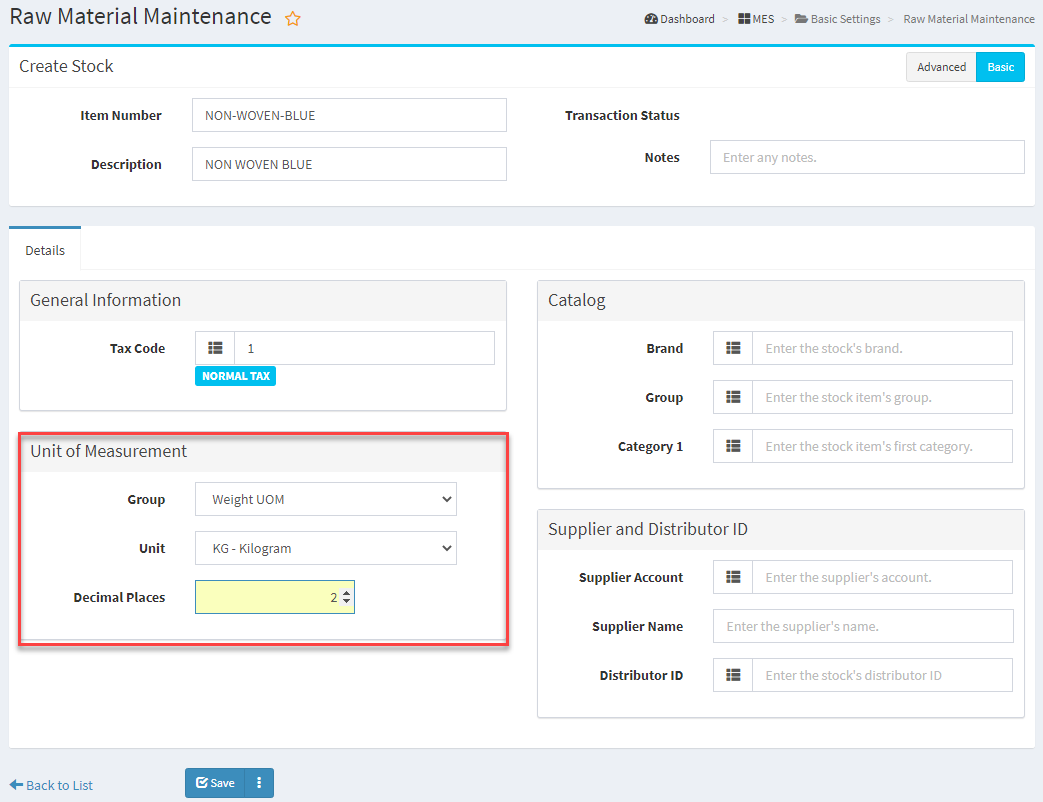 Raw Material Maintenance
Dashboard > MES > Basic Settings > Raw Material Maintenance
Create Stock
Advanced Basic
Item Number NON-WOVEN-BLUE
Description NON WOVEN BLUE
Transaction Status
Notes Enter any notes.
Details
General Information
Tax Code 1
NORMAL TAX
Unit of Measurement
Group Weight UOM
Unit KG - Kilogram
Decimal Places 2
Catalog
Brand Enter the stock's brand.
Group Enter the stock item's group.
Category 1 Enter the stock item's first category.
Supplier and Distributor ID
Supplier Account Enter the supplier's account.
Supplier Name Enter the supplier's name.
Distributor ID Enter the stock's distributor ID
Back to List
Save